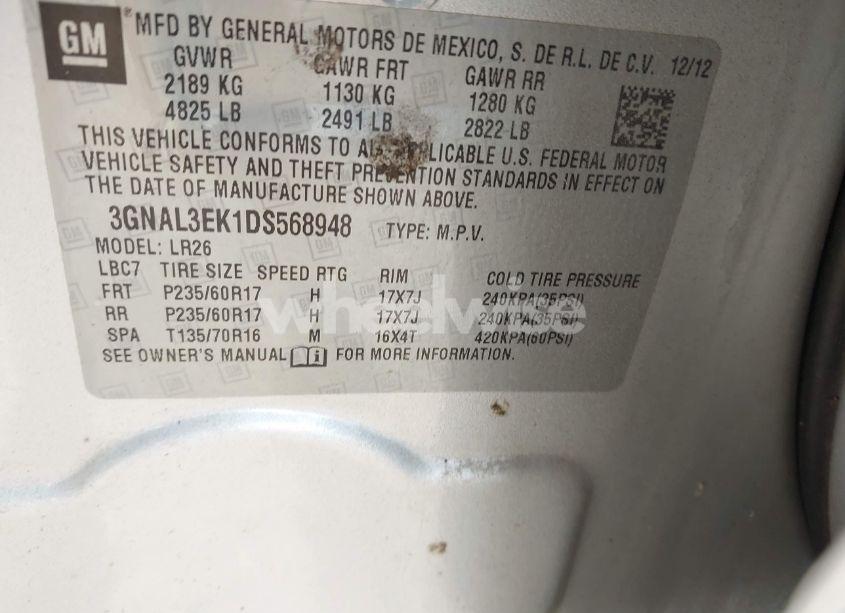 GM
® MFD BY GENERAL MOTORS DE MEXICO, S. DE R.L. DE C.V. 12/12
GVWR GAWR FRT GAWR RR
2189 KG 1130 KG 1280 KG
4825 LB 2491 LB 2822 LB
THIS VEHICLE CONFORMS TO ALL APPLICABLE U.S. FEDERAL MOTOR
VEHICLE SAFETY AND THEFT PREVENTION STANDARDS IN EFFECT ON
THE DATE OF MANUFACTURE SHOWN ABOVE.
3GNAL3EK1DS568948 TYPE: M.P.V.
MODEL: LR26
LBC7 TIRE SIZE SPEED RTG RIM COLD TIRE PRESSURE
FRT P235/60R17 H 17X7J 240KPA(35PSI)
RR P235/60R17 H 17X7J 240KPA(35PSI)
SPA T135/70R16 M 16X4T 420KPA(60PSI)
SEE OWNER'S MANUAL FOR MORE INFORMATION.